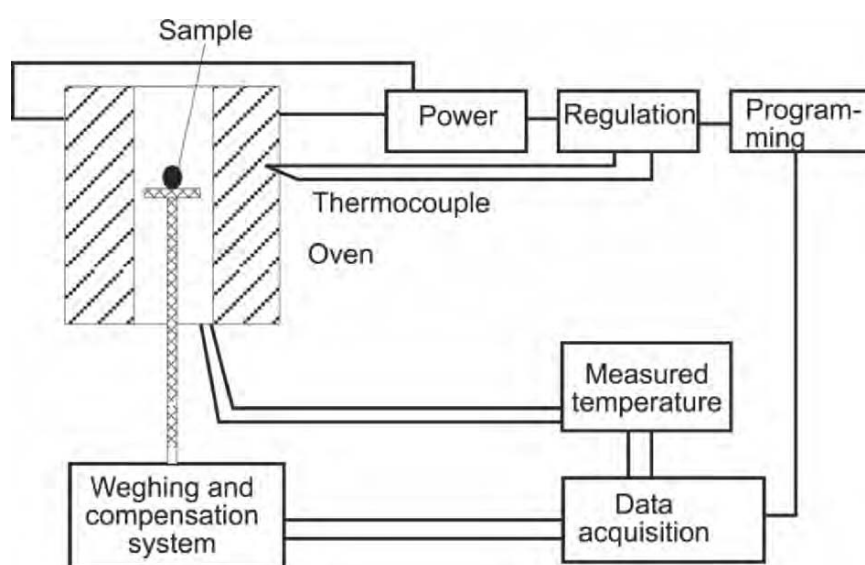 Sample
Power
Regulation
Program-
ming
Thermocouple
Oven
Measured
temperature
Weghing and
compensation
system
Data
acquisition